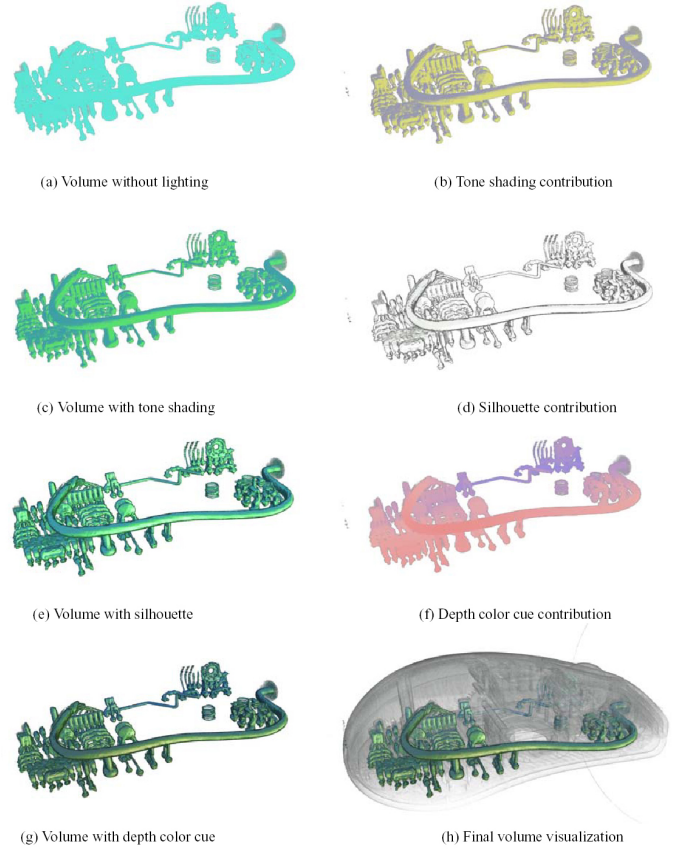 (a) Volume without lighting
(b) Tone shading contribution
(c) Volume with tone shading
(d) Silhouette contribution
(e) Volume with silhouette
(f) Depth color cue contribution
(g) Volume with depth color cue
(h) Final volume visualization